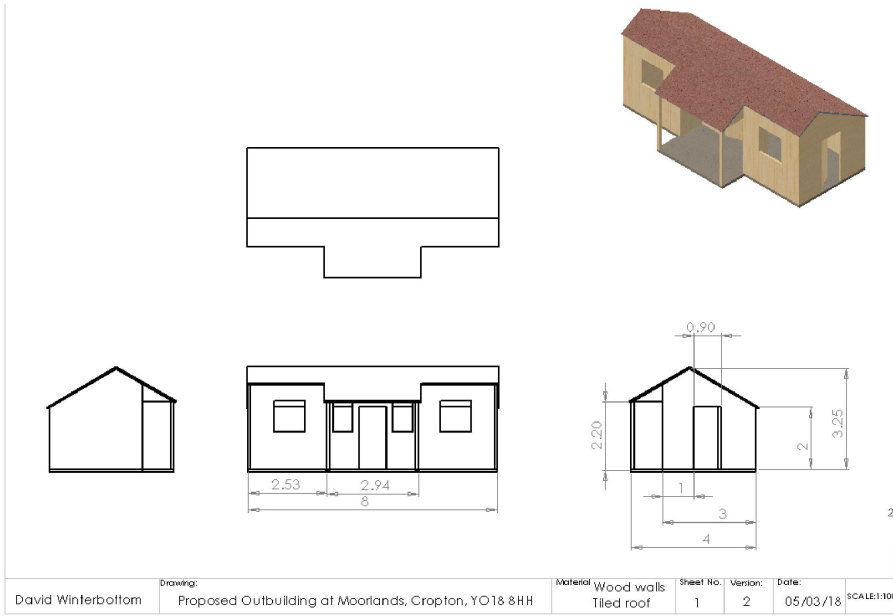 0.90
2.20
2
3.25
1
3
4
2.53
2.94
8
2
David Winterbottom
Drawing:
Proposed Outbuilding at Moorlands, Cropton, YO18 8HH
Material
Wood walls
Tiled roof
Sheet No.
1
Version:
2
Date:
05/03/18